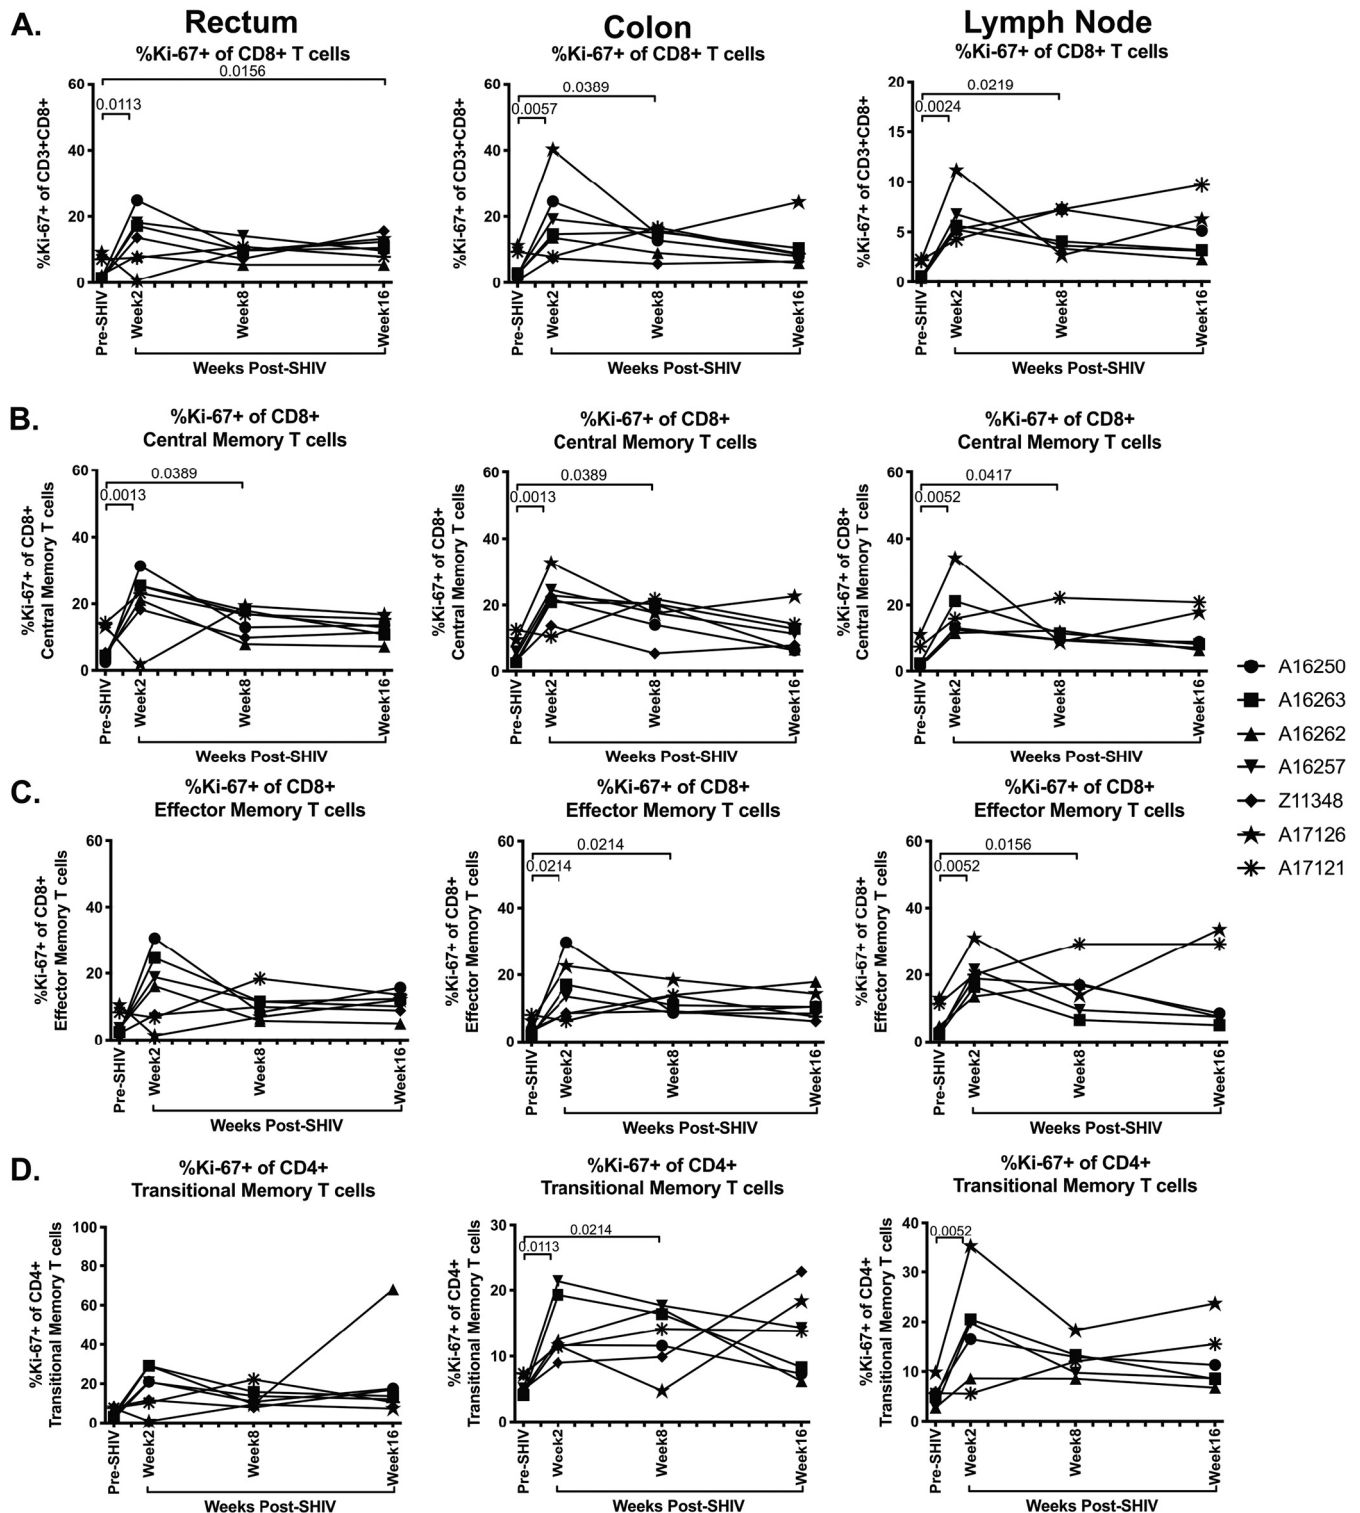 A.
Rectum
Colon
Lymph Node
%Ki-67+ of CD8+ T cells
%Ki-67+ of CD8+ T cells
%Ki-67+ of CD8+ T cells
%Ki-67+ of CD3+CD8+
60
40
20
0
0.0156
0.0113
Pre-SHIV
Week2
Week8
Week16
Weeks Post-SHIV
%Ki-67+ of CD3+CD8+
60
40
20
0
0.0389
0.0057
Pre-SHIV
Week2
Week8
Week16
Weeks Post-SHIV
%Ki-67+ of CD3+CD8+
20
15
10
5
0
0.0219
0.0024
Pre-SHIV
Week2
Week8
Week16
Weeks Post-SHIV
B.
%Ki-67+ of CD8+
Central Memory T cells
%Ki-67+ of CD8+
Central Memory T cells
60
40
20
0
0.0389
0.0013
Pre-SHIV
Week2
Week8
Week16
Weeks Post-SHIV
%Ki-67+ of CD8+
Central Memory T cells
%Ki-67+ of CD8+
Central Memory T cells
60
40
20
0
0.0389
0.0013
Pre-SHIV
Week2
Week8
Week16
Weeks Post-SHIV
%Ki-67+ of CD8+
Central Memory T cells
%Ki-67+ of CD8+
Central Memory T cells
60
40
20
0
0.0417
0.0052
Pre-SHIV
Week2
Week8
Week16
Weeks Post-SHIV
A16250
A16263
A16262
A16257
Z11348
A17126
A17121
C.
%Ki-67+ of CD8+
Effector Memory T cells
%Ki-67+ of CD8+
Effector Memory T cells
60
40
20
0
Pre-SHIV
Week2
Week8
Week16
Weeks Post-SHIV
%Ki-67+ of CD8+
Effector Memory T cells
%Ki-67+ of CD8+
Effector Memory T cells
60
40
20
0
0.0214
0.0214
Pre-SHIV
Week2
Week8
Week16
Weeks Post-SHIV
%Ki-67+ of CD8+
Effector Memory T cells
%Ki-67+ of CD8+
Effector Memory T cells
60
40
20
0
0.0156
0.0052
Pre-SHIV
Week2
Week8
Week16
Weeks Post-SHIV
D.
%Ki-67+ of CD4+
Transitional Memory T cells
%Ki-67+ of CD4+
Transitional Memory T cells
100
80
60
40
20
0
Pre-SHIV
Week2
Week8
Week16
Weeks Post-SHIV
%Ki-67+ of CD4+
Transitional Memory T cells
%Ki-67+ of CD4+
Transitional Memory T cells
30
20
10
0
0.0214
0.0113
Pre-SHIV
Week2
Week8
Week16
Weeks Post-SHIV
%Ki-67+ of CD4+
Transitional Memory T cells
%Ki-67+ of CD4+
Transitional Memory T cells
40
30
20
10
0
0.0052
Pre-SHIV
Week2
Week8
Week16
Weeks Post-SHIV